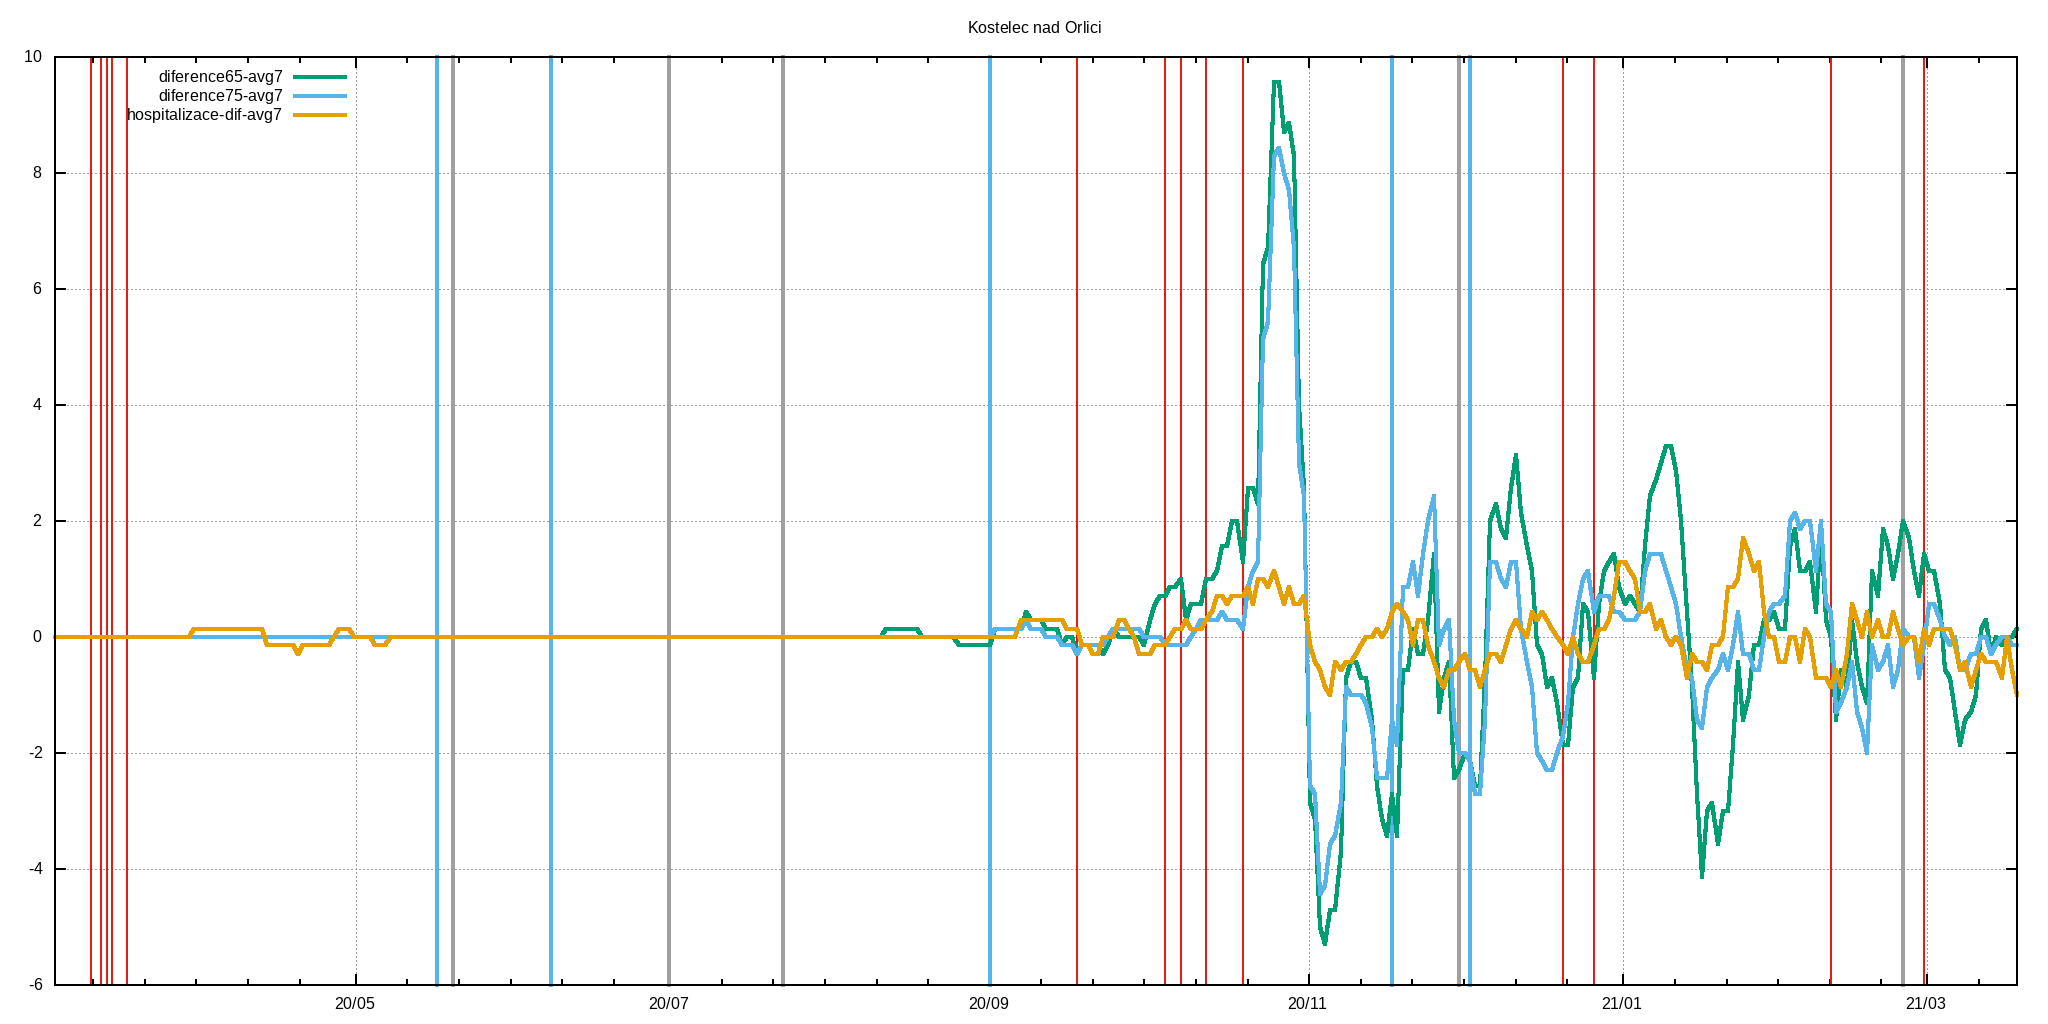 Kostelec nad Orlici
diference65-avg7
diference75-avg7
hospitalizace-dif-avg7
10
8
6
4
2
0
-2
-4
-6
20/05 20/07 20/09 20/11 21/01 21/03